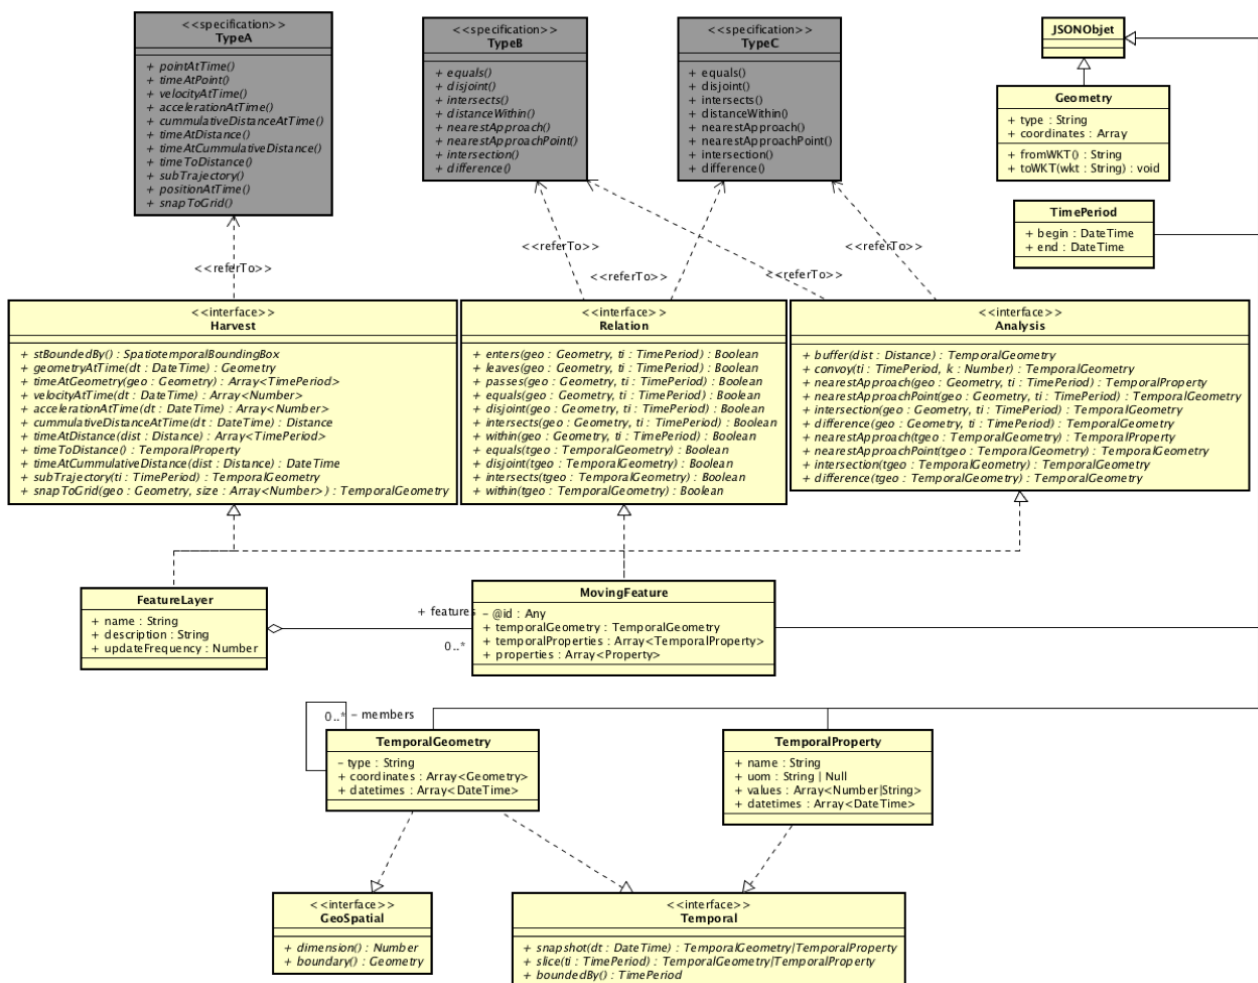 <<specification>>
TypeA
+ pointAtTime()
+ timeAtPoint()
+ velocityAtTime()
+ accelerationAtTime()
+ cummulativeDistanceAtTime()
+ timeAtDistance()
+ timeAtCummulativeDistance()
+ timeToDistance()
+ subTrajectory()
+ positionAtTime()
+ snapToGrid()
<<specification>>
TypeB
+ equals()
+ disjoint()
+ intersects()
+ distanceWithin()
+ nearestApproach()
+ nearestApproachPoint()
+ intersection()
+ difference()
<<specification>>
TypeC
+ equals()
+ disjoint()
+ intersects()
+ distanceWithin()
+ nearestApproach()
+ nearestApproachPoint()
+ intersection()
+ difference()
JSONObjet
Geometry
+ type : String
+ coordinates : Array
+ fromWKT() : String
+ toWKT(wkt : String) : void
TimePeriod
+ begin : DateTime
+ end : DateTime
<<referTo>>
<<referTo>>
<<referTo>>
<<referTo>>
<<referTo>>
<<interface>>
Harvest
+ stBoundedBy() : SpatiotemporalBoundingBox
+ geometryAtTime(dt : DateTime) : Geometry
+ timeAtGeometry(geo : Geometry) : Array<TimePeriod>
+ velocityAtTime(dt : DateTime) : Array<Number>
+ accelerationAtTime(dt : DateTime) : Array<Number>
+ cummulativeDistanceAtTime(dt : DateTime) : Distance
+ timeAtDistance(dist : Distance) : Array<TimePeriod>
+ timeToDistance() : TemporalProperty
+ timeAtCummulativeDistance(dist : Distance) : DateTime
+ subTrajectory(ti : TimePeriod) : TemporalGeometry
+ snapToGrid(geo : Geometry, size : Array<Number>) : TemporalGeometry
<<interface>>
Relation
+ enters(geo : Geometry, ti : TimePeriod) : Boolean
+ leaves(geo : Geometry, ti : TimePeriod) : Boolean
+ passes(geo : Geometry, ti : TimePeriod) : Boolean
+ equals(geo : Geometry, ti : TimePeriod) : Boolean
+ disjoint(geo : Geometry, ti : TimePeriod) : Boolean
+ intersects(geo : Geometry, ti : TimePeriod) : Boolean
+ within(geo : Geometry, ti : TimePeriod) : Boolean
+ equals(tgeo : TemporalGeometry) : Boolean
+ disjoint(tgeo : TemporalGeometry) : Boolean
+ intersects(tgeo : TemporalGeometry) : Boolean
+ within(tgeo : TemporalGeometry) : Boolean
<<interface>>
Analysis
+ buffer(dist : Distance) : TemporalGeometry
+ convoy(ti : TimePeriod, k : Number) : TemporalGeometry
+ nearestApproach(geo : Geometry, ti : TimePeriod) : TemporalProperty
+ nearestApproachPoint(geo : Geometry, ti : TimePeriod) : TemporalGeometry
+ intersection(geo : Geometry, ti : TimePeriod) : TemporalGeometry
+ difference(geo : Geometry, ti : TimePeriod) : TemporalGeometry
+ nearestApproach(tgeo : TemporalGeometry) : TemporalProperty
+ nearestApproachPoint(tgeo : TemporalGeometry) : TemporalGeometry
+ intersection(tgeo : TemporalGeometry) : TemporalGeometry
+ difference(tgeo : TemporalGeometry) : TemporalGeometry
FeatureLayer
+ name : String
+ description : String
+ updateFrequency : Number
+ features
0..*
MovingFeature
- @id : Any
+ temporalGeometry : TemporalGeometry
+ temporalProperties : Array<TemporalProperty>
+ properties : Array<Property>
0..* - members
TemporalGeometry
- type : String
+ coordinates : Array<Geometry>
+ datetimes : Array<DateTime>
TemporalProperty
+ name : String
+ uom : String | Null
+ values : Array<Number|String>
+ datetimes : Array<DateTime>
<<interface>>
GeoSpatial
+ dimension() : Number
+ boundary() : Geometry
<<interface>>
Temporal
+ snapshot(dt : DateTime) : TemporalGeometry|TemporalProperty
+ slice(ti : TimePeriod) : TemporalGeometry|TemporalProperty
+ boundedBy() : TimePeriod